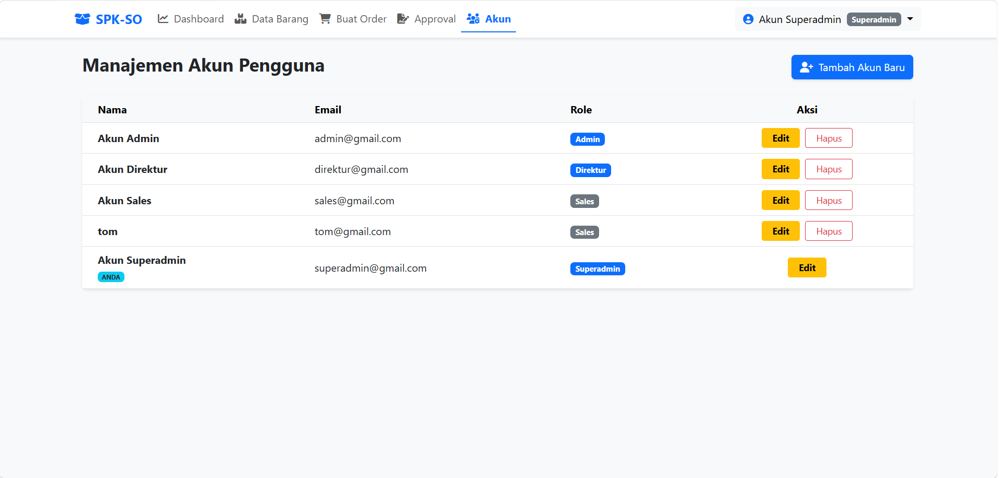 SPK-SO Dashboard Data Barang Buat Order Approval Akun Akun Superadmin Superadmin
Manajemen Akun Pengguna Tambah Akun Baru
Nama Email Role Aksi
Akun Admin admin@gmail.com Admin Edit Hapus
Akun Direktur direktur@gmail.com Direktur Edit Hapus
Akun Sales sales@gmail.com Sales Edit Hapus
tom tom@gmail.com Sales Edit Hapus
Akun Superadmin superadmin@gmail.com Superadmin Edit
ANDA